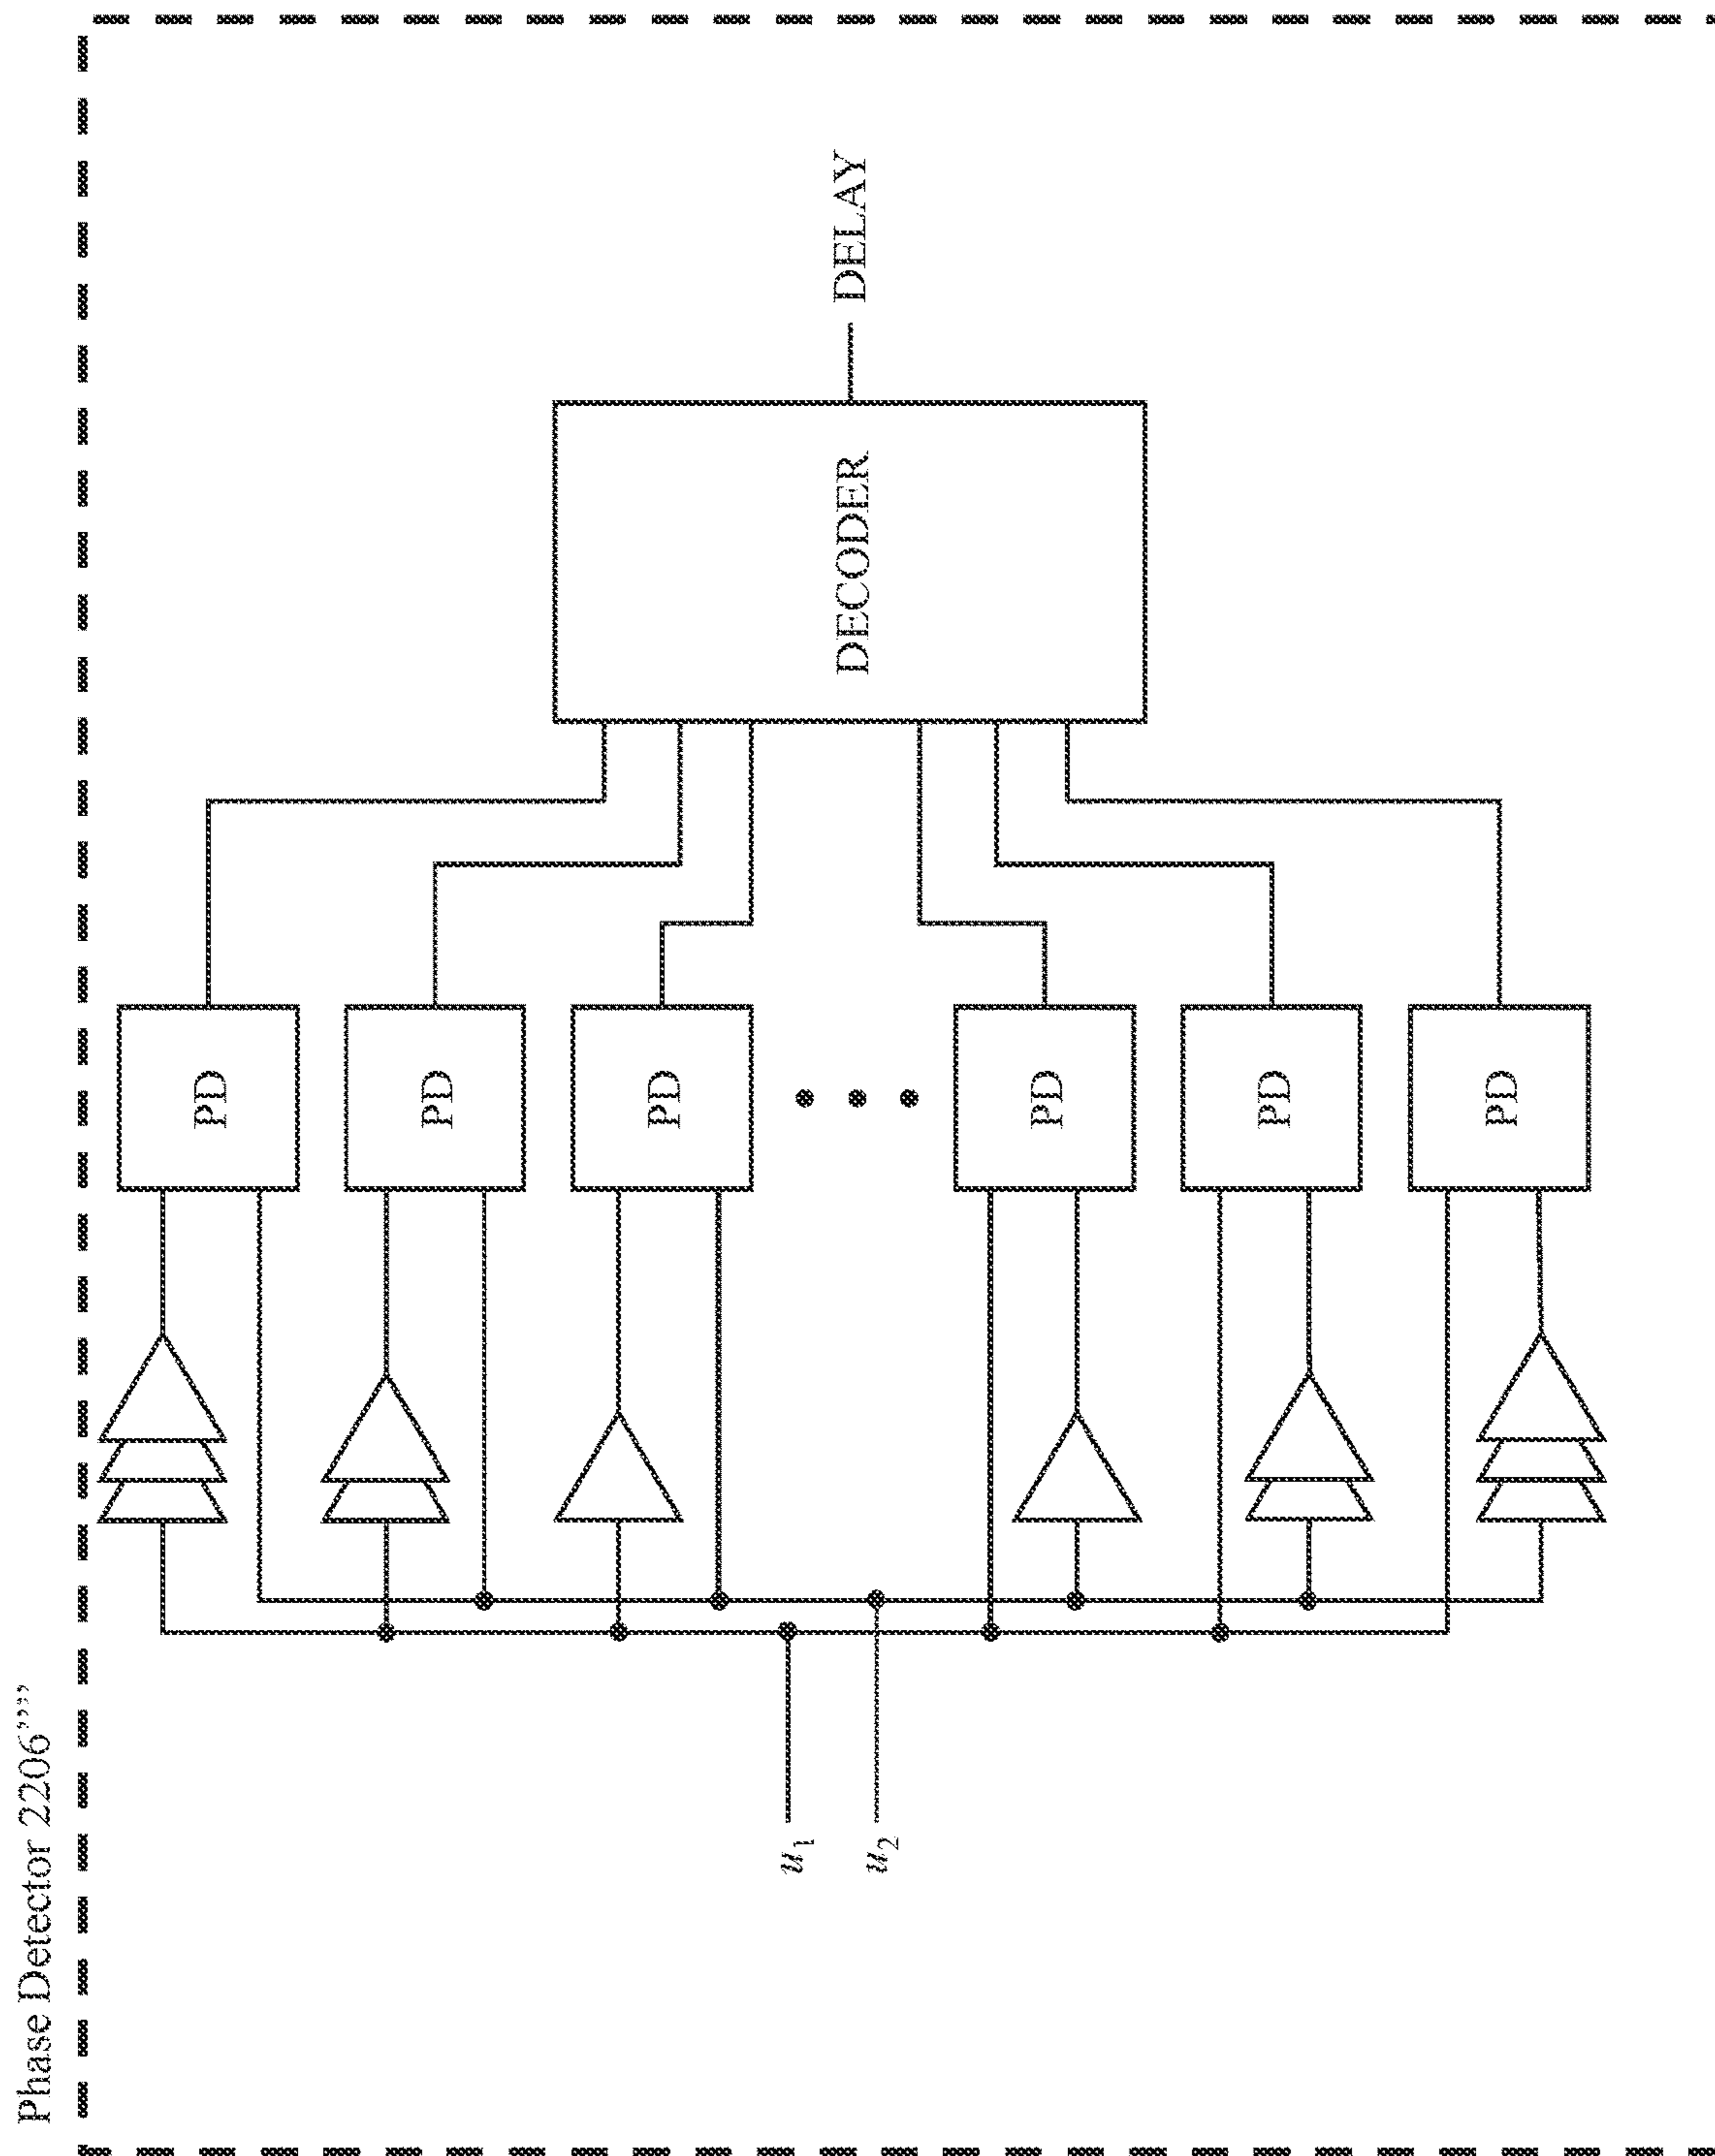 Phase Detector 2206””
PD
PD
PD
PD
PD
PD
DECODER
DELAY
u1
u2